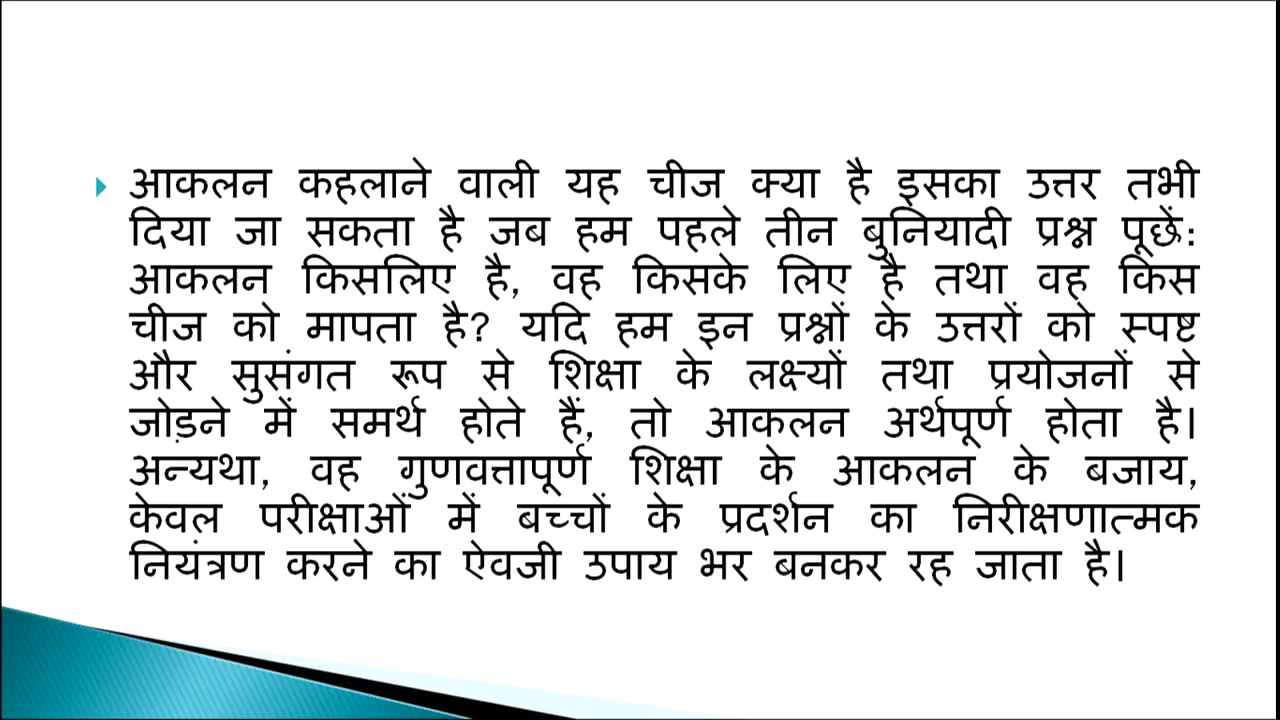 आकलन कहलाने वाली यह चीज क्या है इसका उत्तर तभी
दिया जा सकता है जब हम पहले तीन बुनियादी प्रश्न पूछें:
आकलन किसलिए है, वह किसके लिए है तथा वह किस
चीज को मापता है? यदि हम इन प्रश्नों के उत्तरों को स्पष्ट
और सुसंगत रूप से शिक्षा के लक्ष्यों तथा प्रयोजनों से
जोड़ने में समर्थ होते हैं, तो आकलन अर्थपूर्ण होता है।
अन्यथा, वह गुणवत्तापूर्ण शिक्षा के आकलन के बजाय,
केवल परीक्षाओं में बच्चों के प्रदर्शन का निरीक्षणात्मक
नियंत्रण करने का ऐवजी उपाय भर बनकर रह जाता है।